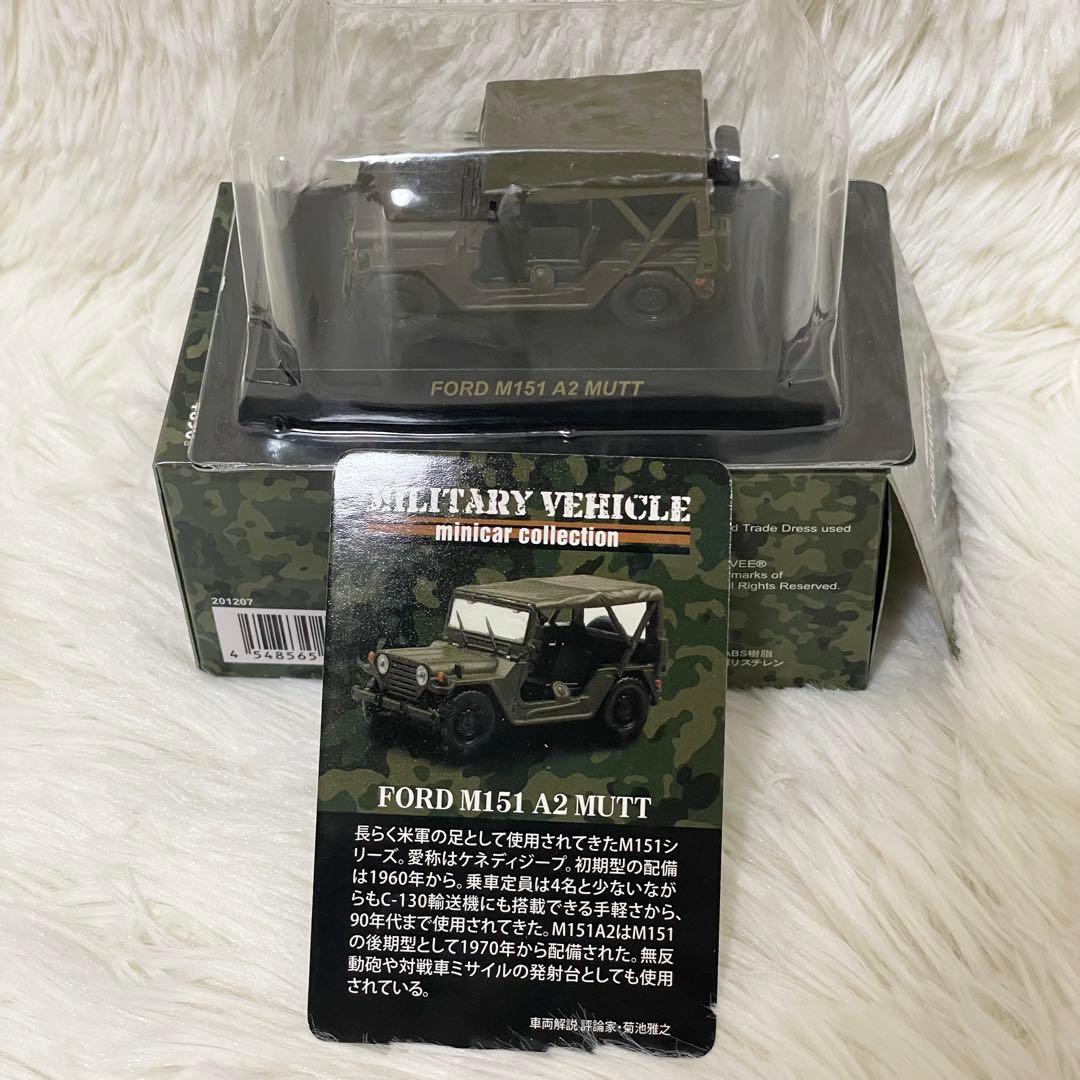 FORD M151 A2 MUTT
MILITARY VEHICLE
minicar collection
d Trade Dress used
VEE®
marks of
l Rights Reserved.
201207
4 548565
ABS樹脂
ポリスチレン
FORD M151 A2 MUTT
長らく米軍の足として使用されてきたM151シ
リーズ。愛称はケネディジープ。初期型の配備
は1960年から。乗車定員は4名と少ないなが
らもC-130輸送機にも搭載できる手軽さから、
90年代まで使用されてきた。M151A2はM151
の後期型として1970年から配備された。無反
動砲や対戦車ミサイルの発射台としても使用
されている。
車両解説 評論家・菊池雅之